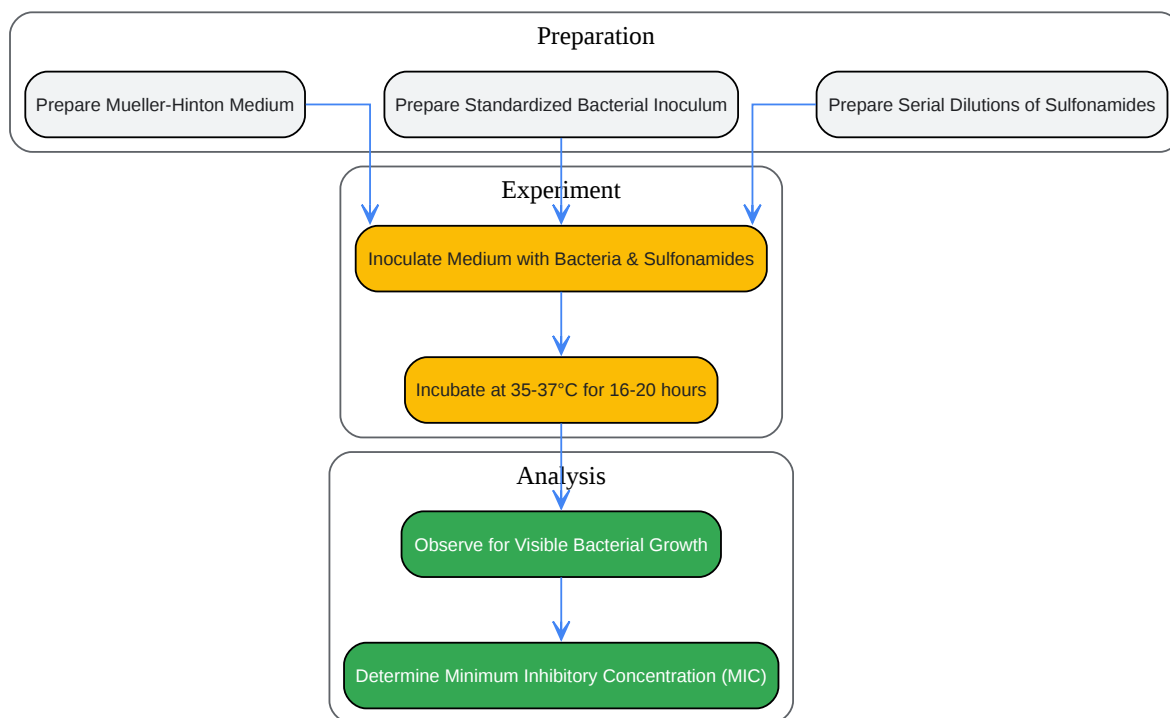 Preparation
Prepare Mueller-Hinton Medium
Prepare Standardized Bacterial Inoculum
Prepare Serial Dilutions of Sulfonamides
Experiment
Inoculate Medium with Bacteria & Sulfonamides
Incubate at 35-37°C for 16-20 hours
Analysis
Observe for Visible Bacterial Growth
Determine Minimum Inhibitory Concentration (MIC)